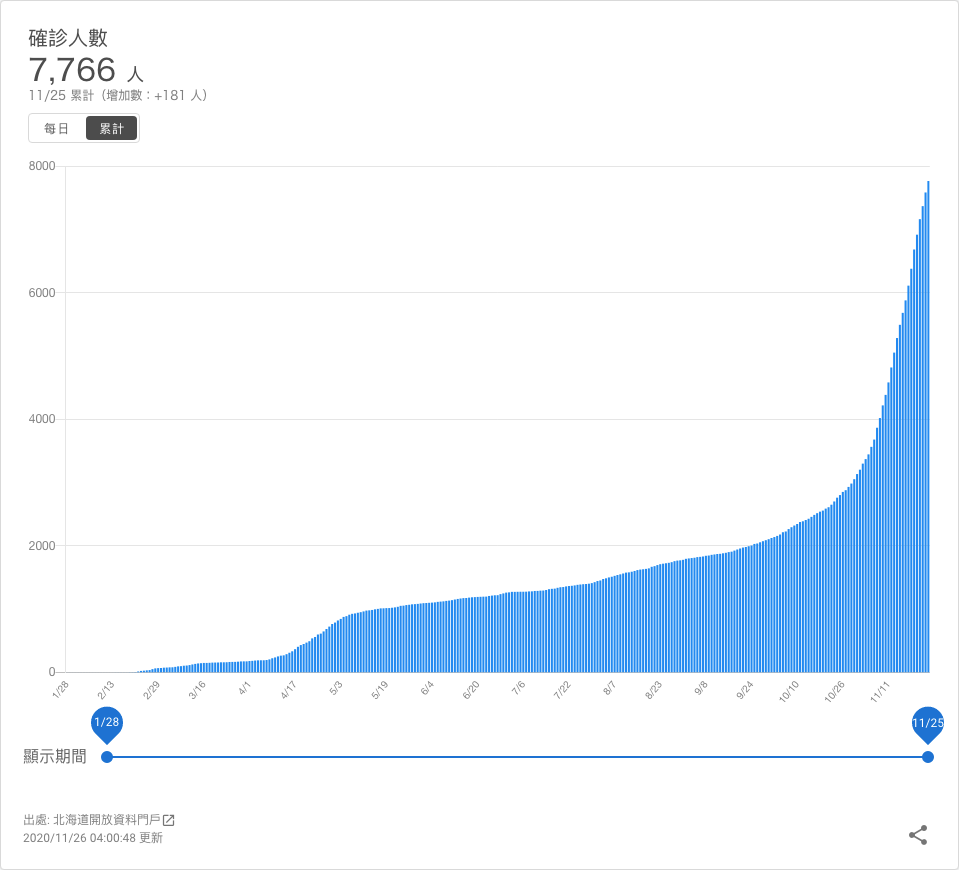 確診人數
7,766 人
11/25 累計（增加數：+181 人）
每日 累計
8000
6000
4000
2000
0
1/28 2/13 2/29 3/16 4/1 4/17 5/3 5/19 6/4 6/20 7/6 7/22 8/7 8/23 9/8 9/24 10/10 10/26 11/11
1/28 11/25
顯示期間
出處: 北海道開放資料門戶
2020/11/26 04:00:48 更新